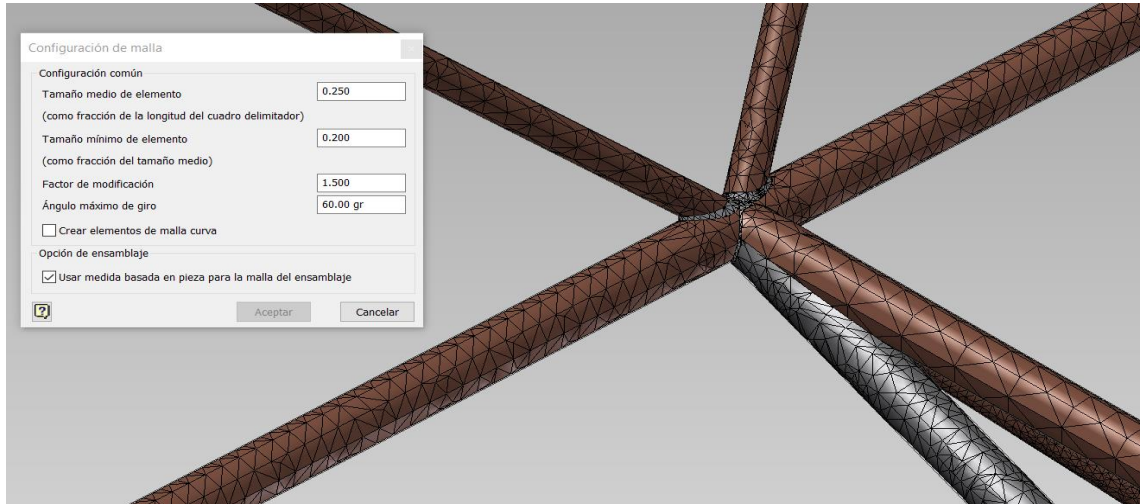 Configuración de malla
Configuración común
Tamaño medio de elemento 0.250
(como fracción de la longitud del cuadro delimitador)
Tamaño mínimo de elemento 0.200
(como fracción del tamaño medio)
Factor de modificación 1.500
Ángulo máximo de giro 60.00 gr
Crear elementos de malla curva
Opción de ensamblaje
Usar medida basada en pieza para la malla del ensamblaje
Aceptar Cancelar